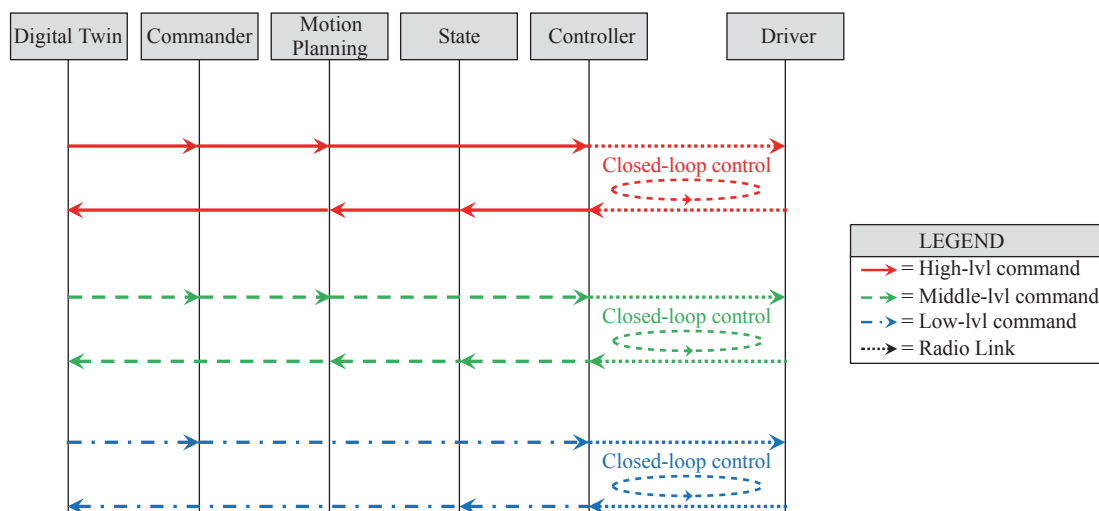 Digital Twin
Commander
Motion
Planning
State
Controller
Driver
Closed-loop control
LEGEND
= High-lvl command
= Middle-lvl command
= Low-lvl command
= Radio Link
Closed-loop control
Closed-loop control